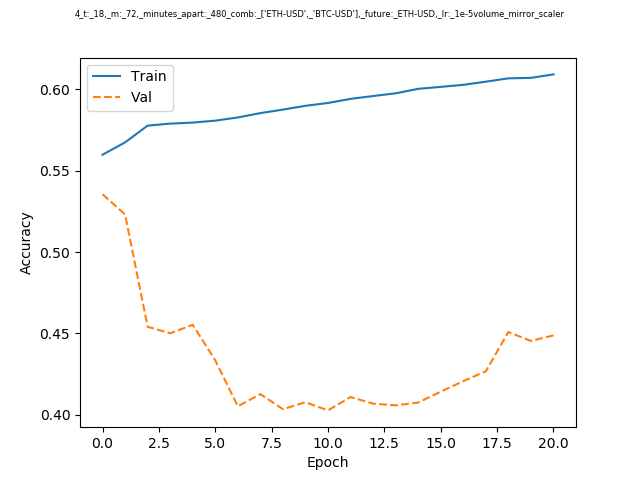 4_t:_18,_m:_72,_minutes_apart:_480_comb:_['ETH-USD',_'BTC-USD'],_future:_ETH-USD,_lr:_1e-5volume_mirror_scaler
Train
Val
0.60
0.55
0.50
0.45
0.40
Accuracy
0.0 2.5 5.0 7.5 10.0 12.5 15.0 17.5 20.0
Epoch